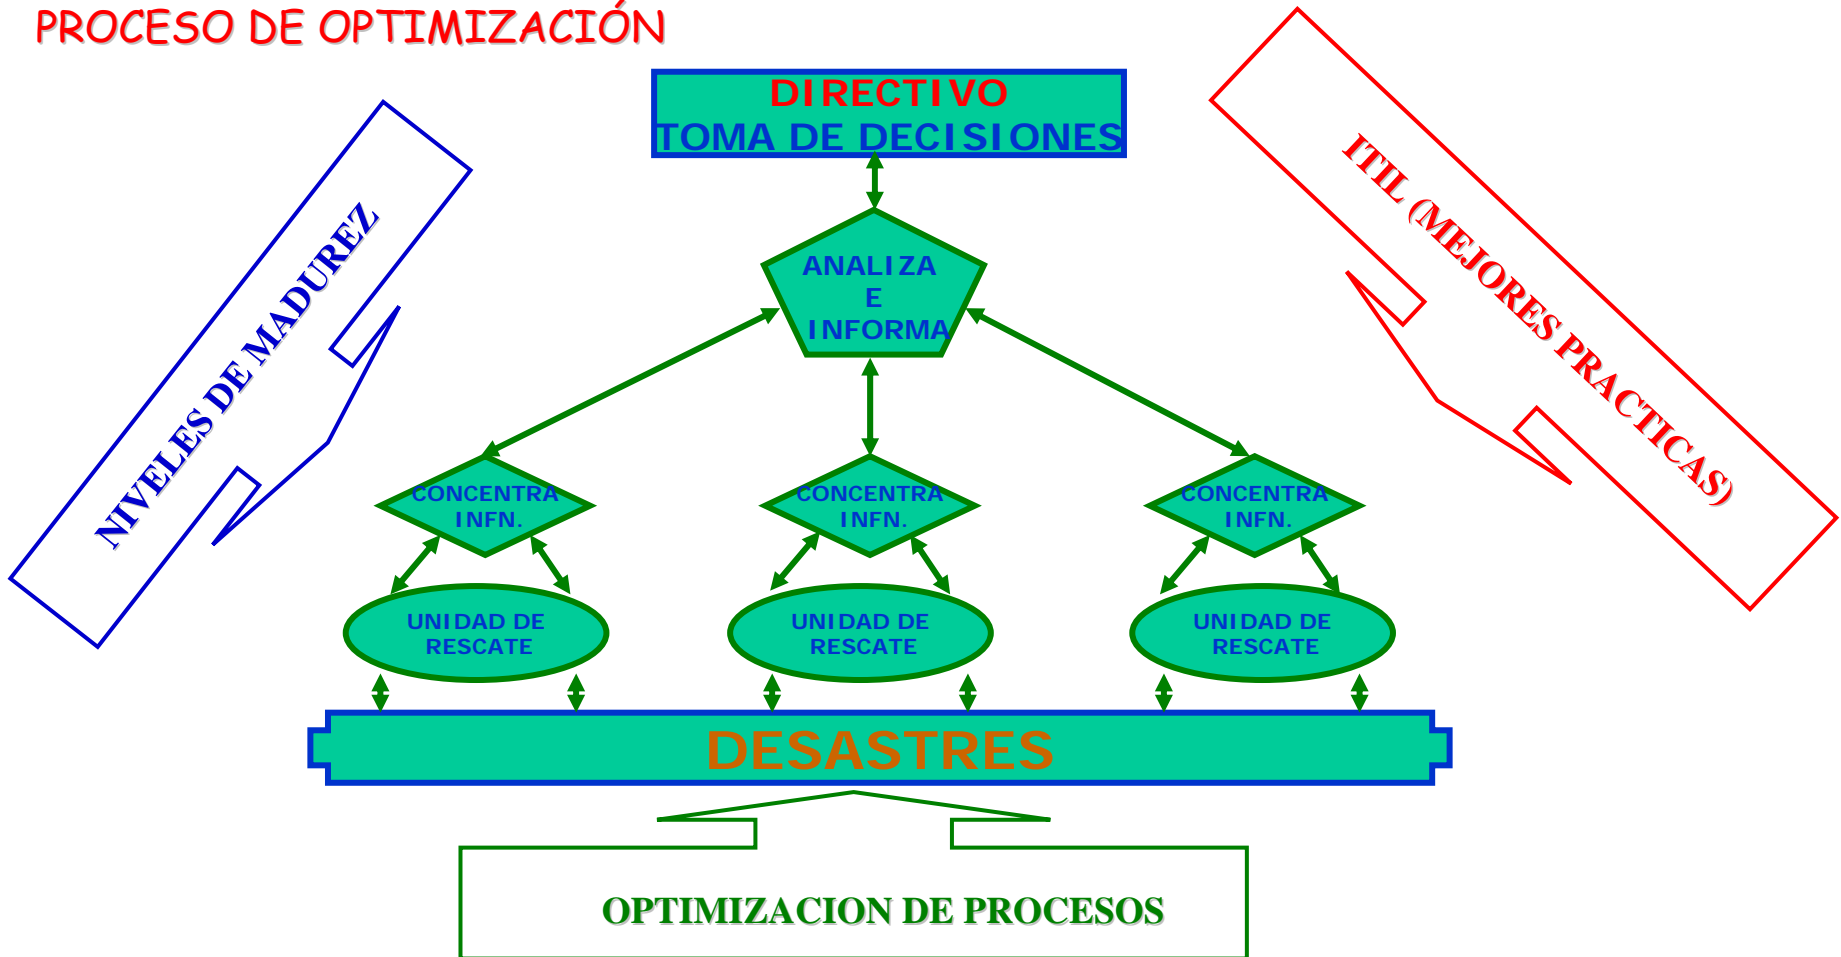 PROCESO DE OPTIMIZACIÓN
DIRECTIVO
TOMA DE DECISIONES
NIVELES DE MADUREZ
ITIL (MEJORES PRACTICAS)
ANALIZA
E
INFORMA
CONCENTRA
INFN.
CONCENTRA
INFN.
CONCENTRA
INFN.
UNIDAD DE
RESCATE
UNIDAD DE
RESCATE
UNIDAD DE
RESCATE
DESASTRES
OPTIMIZACION DE PROCESOS